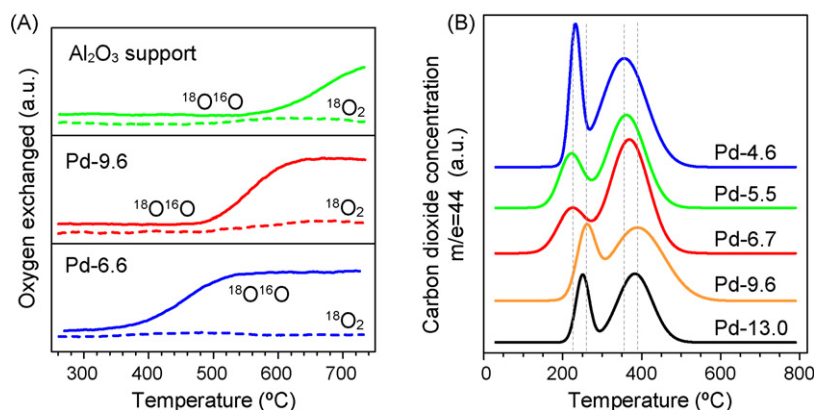 (A)
Al₂O₃ support
¹⁸O¹⁶O
¹⁸O₂
Pd-9.6
¹⁸O¹⁶O
¹⁸O₂
Pd-6.6
¹⁸O¹⁶O
¹⁸O₂
Oxygen exchanged (a.u.)
300 400 500 600 700
Temperature (ºC)
(B)
Carbon dioxide concentration
m/e=44 (a.u.)
Pd-4.6
Pd-5.5
Pd-6.7
Pd-9.6
Pd-13.0
0 200 400 600 800
Temperature (ºC)